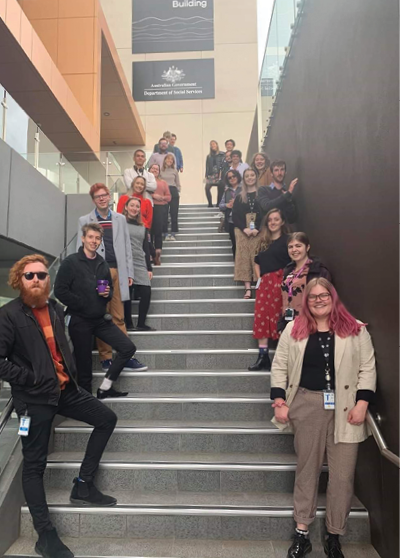 Building
Australian Government
Department of Social Services